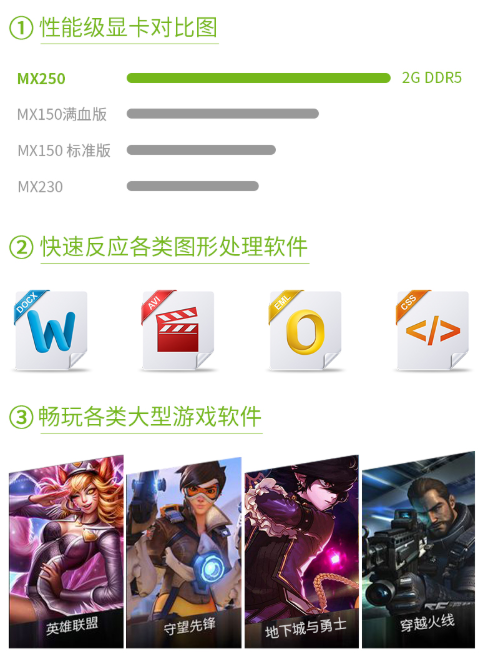 ① 性能级显卡对比图
MX250 2G DDR5
MX150满血版
MX150 标准版
MX230
② 快速反应各类图形处理软件
DOCX AVI EML CSS
W O </>
③ 畅玩各类大型游戏软件
英雄联盟 守望先锋 地下城与勇士 穿越火线